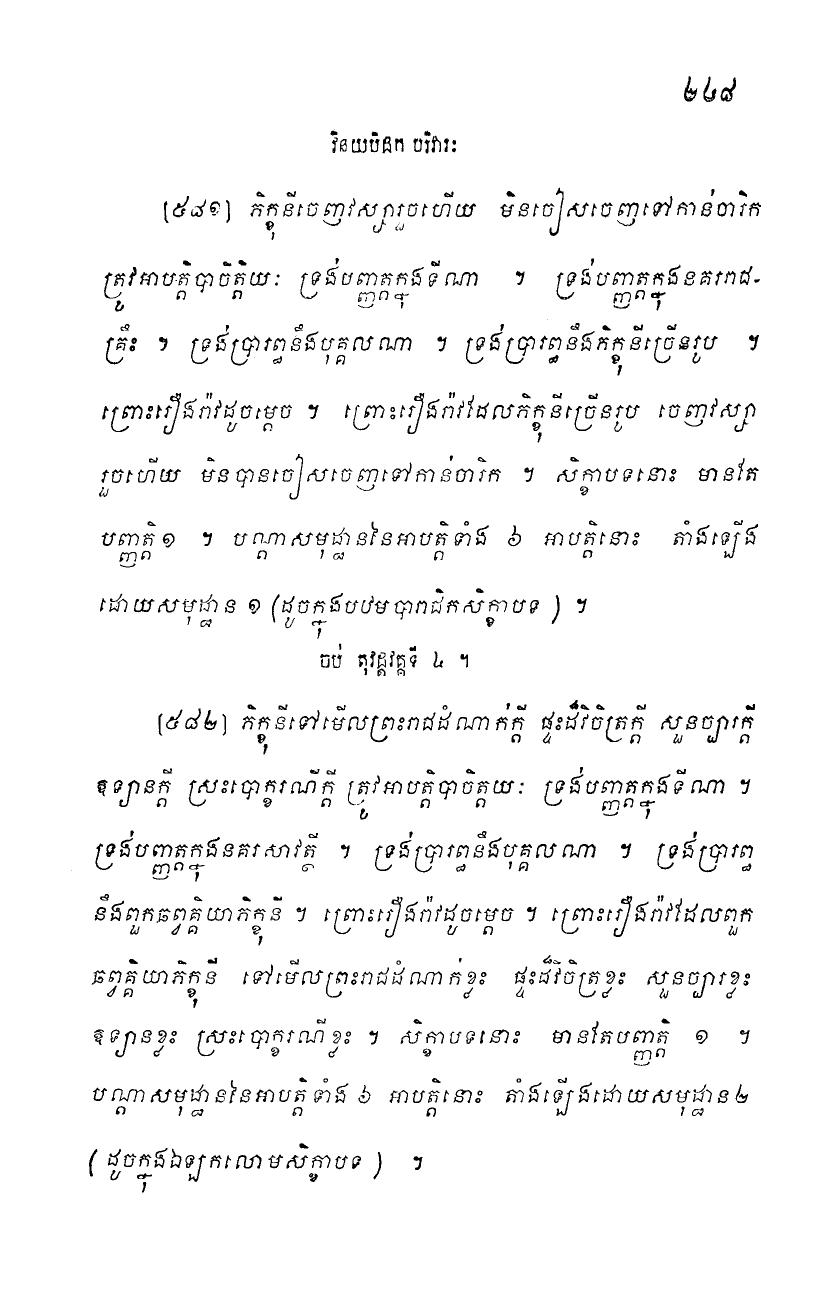 ២៤៨
វិនយបិដក បរិវារៈ
[៥៨១] ភិក្ខុនីចេញវស្សារួចហើយ មិនចៀសចេញទៅកាន់ចារិក
ត្រូវអាបត្តិបាចិត្តិយៈ ទ្រង់បញ្ញត្តក្នុងទីណា ។ ទ្រង់បញ្ញត្តក្នុងនគររាជ-
គ្រឹះ ។ ទ្រង់ប្រារព្ធនឹងបុគ្គលណា ។ ទ្រង់ប្រារព្ធនឹងភិក្ខុនីច្រើនរូប ។
ព្រោះរឿងរ៉ាវដូចម្តេច ។ ព្រោះរឿងរ៉ាវដែលភិក្ខុនីច្រើនរូប ចេញវស្សា
រួចហើយ មិនបានចៀសចេញទៅកាន់ចារិក ។ សិក្ខាបទនោះ មានតែ
បញ្ញត្តិ ១ ។ បណ្តាសមុដ្ឋាននៃអាបត្តិទាំង ៦ អាបត្តិនោះ តាំងឡើង
ដោយសមុដ្ឋាន ១ (ដូចក្នុងបឋមបារាជិកសិក្ខាបទ ) ។
ចប់ តុវដ្តវគ្គទី ៤ ។
[៥៨២] ភិក្ខុនីទៅមើលព្រះរាជដំណាក់ក្តី ផ្ទះដ៏វិចិត្រក្តី សួនច្បារក្តី
ឧទ្យានក្តី ស្រះបោក្ខរណីក្តី ត្រូវអាបត្តិបាចិត្តយៈ ទ្រង់បញ្ញត្តក្នុងទីណា ។
ទ្រង់បញ្ញត្តក្នុងនគរសាវត្ថី ។ ទ្រង់ប្រារព្ធនឹងបុគ្គលណា ។ ទ្រង់ប្រារព្ធ
នឹងពួកឆព្វគ្គិយាភិក្ខុនី ។ ព្រោះរឿងរ៉ាវដូចម្តេច ។ ព្រោះរឿងរ៉ាវដែលពួក
ឆព្វគ្គិយាភិក្ខុនី ទៅមើលព្រះរាជដំណាក់ខ្លះ ផ្ទះដ៏វិចិត្រខ្លះ សួនច្បារខ្លះ
ឧទ្យានខ្លះ ស្រះបោក្ខរណីខ្លះ ។ សិក្ខាបទនោះ មានតែបញ្ញត្តិ ១ ។
បណ្តាសមុដ្ឋាននៃអាបត្តិទាំង ៦ អាបត្តិនោះ តាំងឡើងដោយសមុដ្ឋាន ២
( ដូចក្នុងឯឡកលោមសិក្ខាបទ ) ។